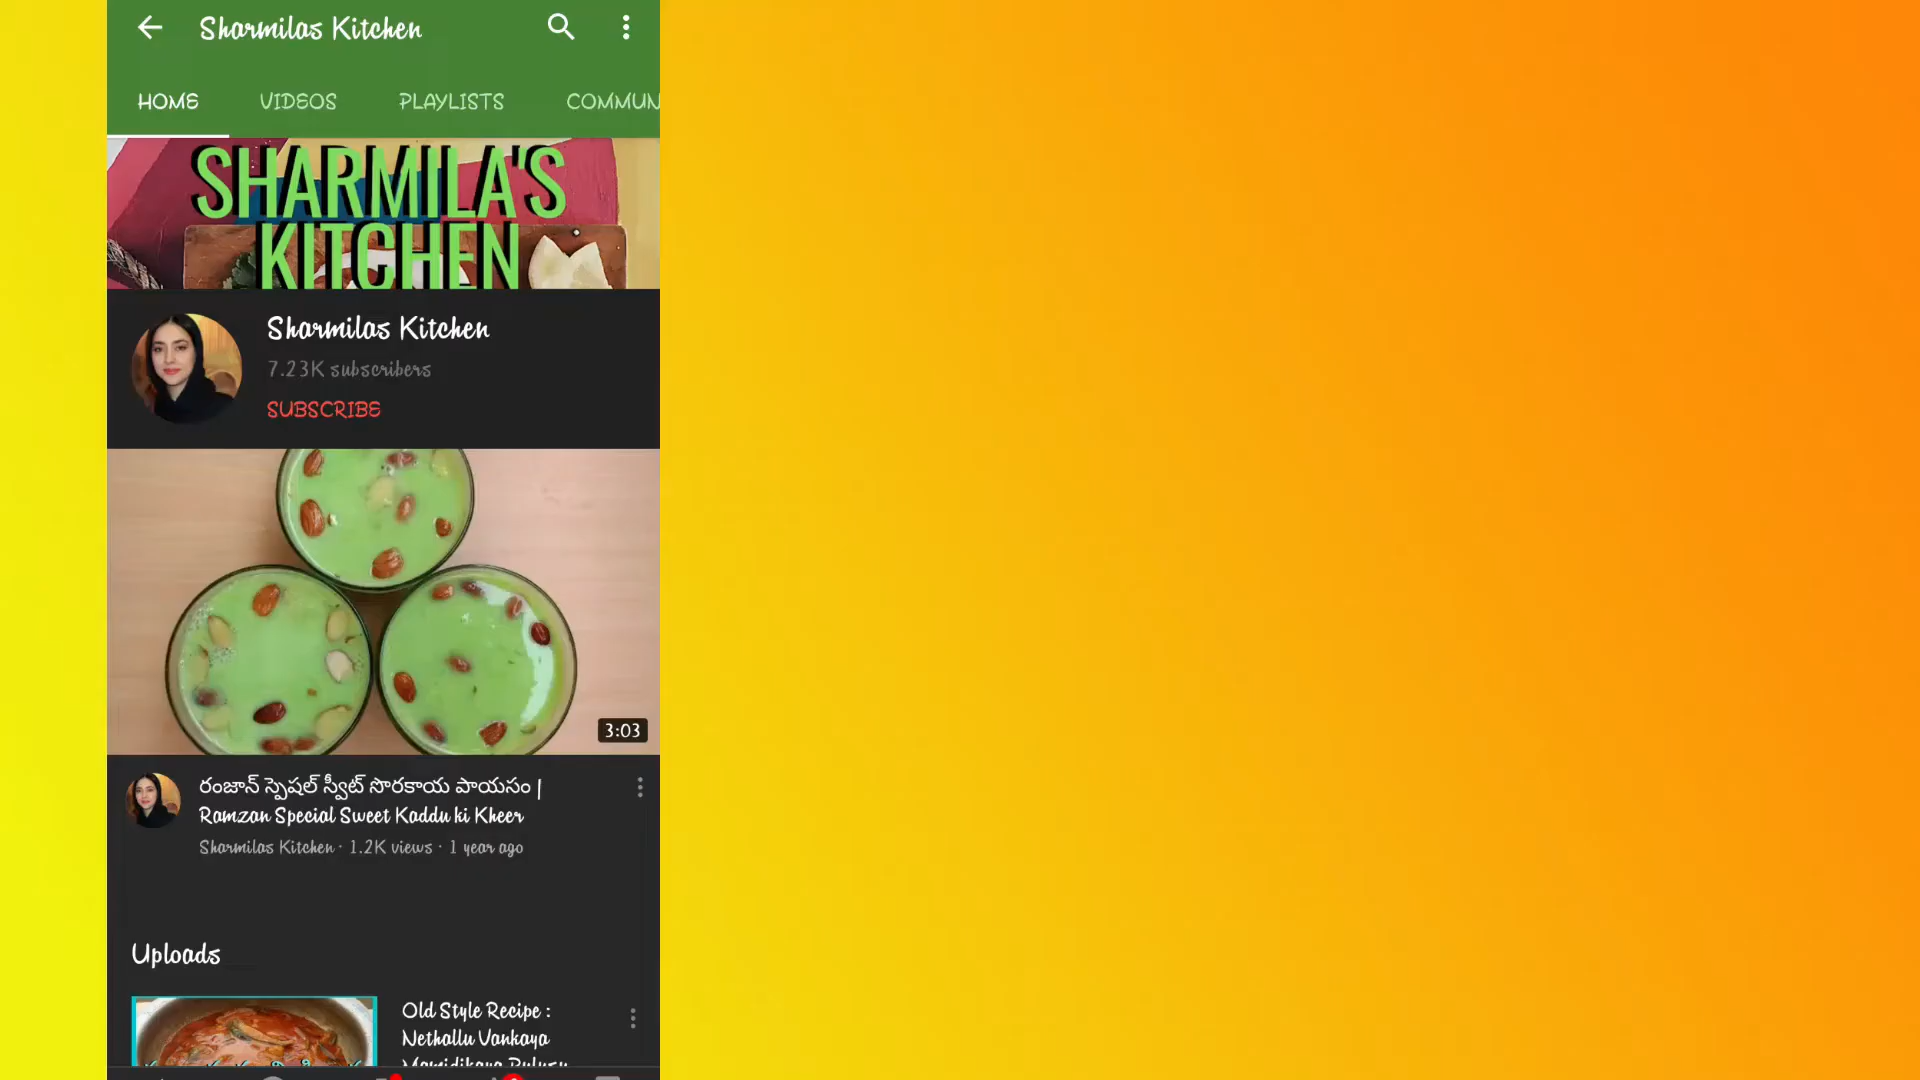 Sharmilas Kitchen
HOME VIDEOS PLAYLISTS COMMUN
SHARMILA'S
KITCHEN
Sharmilas Kitchen
7.23K subscribers
SUBSCRIBE
3:03
రంజాన్ స్పెషల్ స్వీట్ సొరకాయ పాయసం |
Ramzan Special Sweet Kaddu ki Kheer
Sharmilas Kitchen · 1.2K views · 1 year ago
Uploads
Old Style Recipe :
Nethallu Vankaya
Mamidikaya Pulusu